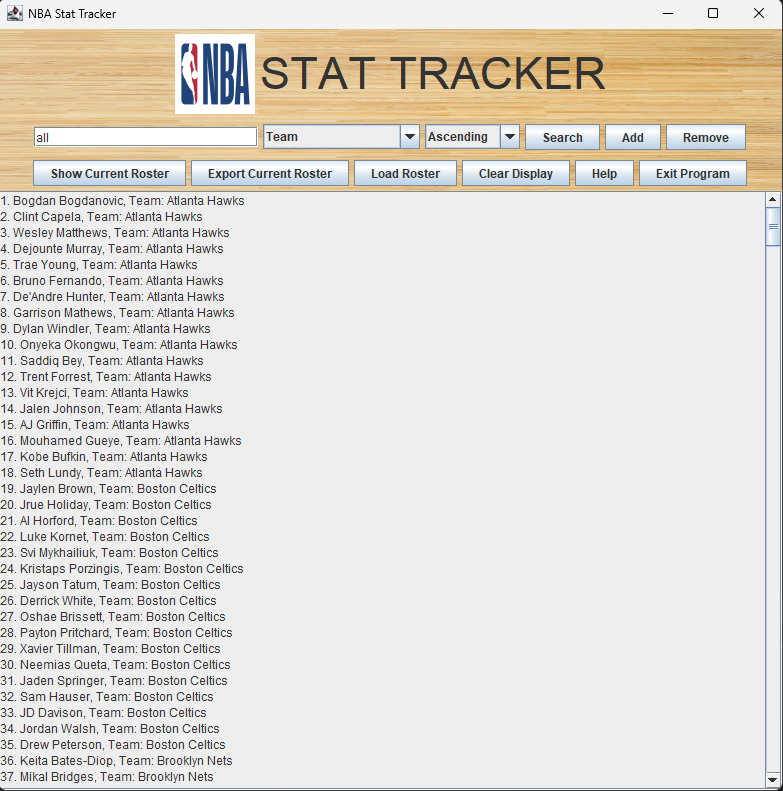 NBA Stat Tracker
NBA STAT TRACKER
all Team Ascending Search Add Remove
Show Current Roster Export Current Roster Load Roster Clear Display Help Exit Program
1. Bogdan Bogdanovic, Team: Atlanta Hawks
2. Clint Capela, Team: Atlanta Hawks
3. Wesley Matthews, Team: Atlanta Hawks
4. Dejounte Murray, Team: Atlanta Hawks
5. Trae Young, Team: Atlanta Hawks
6. Bruno Fernando, Team: Atlanta Hawks
7. De'Andre Hunter, Team: Atlanta Hawks
8. Garrison Mathews, Team: Atlanta Hawks
9. Dylan Windler, Team: Atlanta Hawks
10. Onyeka Okongwu, Team: Atlanta Hawks
11. Saddiq Bey, Team: Atlanta Hawks
12. Trent Forrest, Team: Atlanta Hawks
13. Vit Krejci, Team: Atlanta Hawks
14. Jalen Johnson, Team: Atlanta Hawks
15. AJ Griffin, Team: Atlanta Hawks
16. Mouhamed Gueye, Team: Atlanta Hawks
17. Kobe Bufkin, Team: Atlanta Hawks
18. Seth Lundy, Team: Atlanta Hawks
19. Jaylen Brown, Team: Boston Celtics
20. Jrue Holiday, Team: Boston Celtics
21. Al Horford, Team: Boston Celtics
22. Luke Kornet, Team: Boston Celtics
23. Svi Mykhailiuk, Team: Boston Celtics
24. Kristaps Porzingis, Team: Boston Celtics
25. Jayson Tatum, Team: Boston Celtics
26. Derrick White, Team: Boston Celtics
27. Oshae Brissett, Team: Boston Celtics
28. Payton Pritchard, Team: Boston Celtics
29. Xavier Tillman, Team: Boston Celtics
30. Neemias Queta, Team: Boston Celtics
31. Jaden Springer, Team: Boston Celtics
32. Sam Hauser, Team: Boston Celtics
33. JD Davison, Team: Boston Celtics
34. Jordan Walsh, Team: Boston Celtics
35. Drew Peterson, Team: Boston Celtics
36. Keita Bates-Diop, Team: Brooklyn Nets
37. Mikal Bridges, Team: Brooklyn Nets